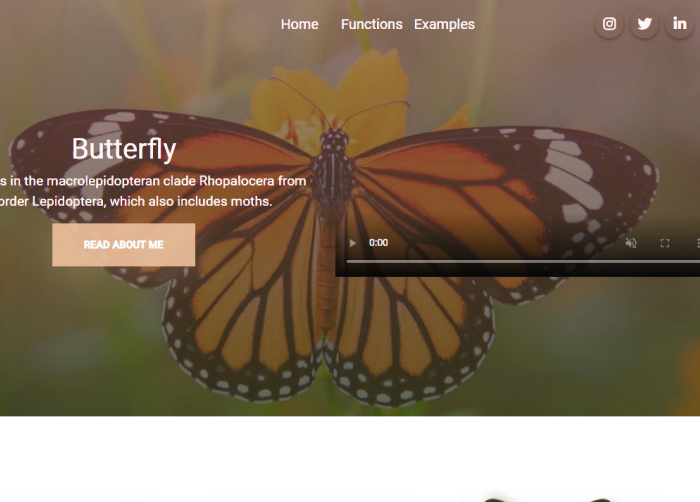 Home Functions Examples
Butterfly
s in the macrolepidopteran clade Rhopalocera from
order Lepidoptera, which also includes moths.
READ ABOUT ME
0:00